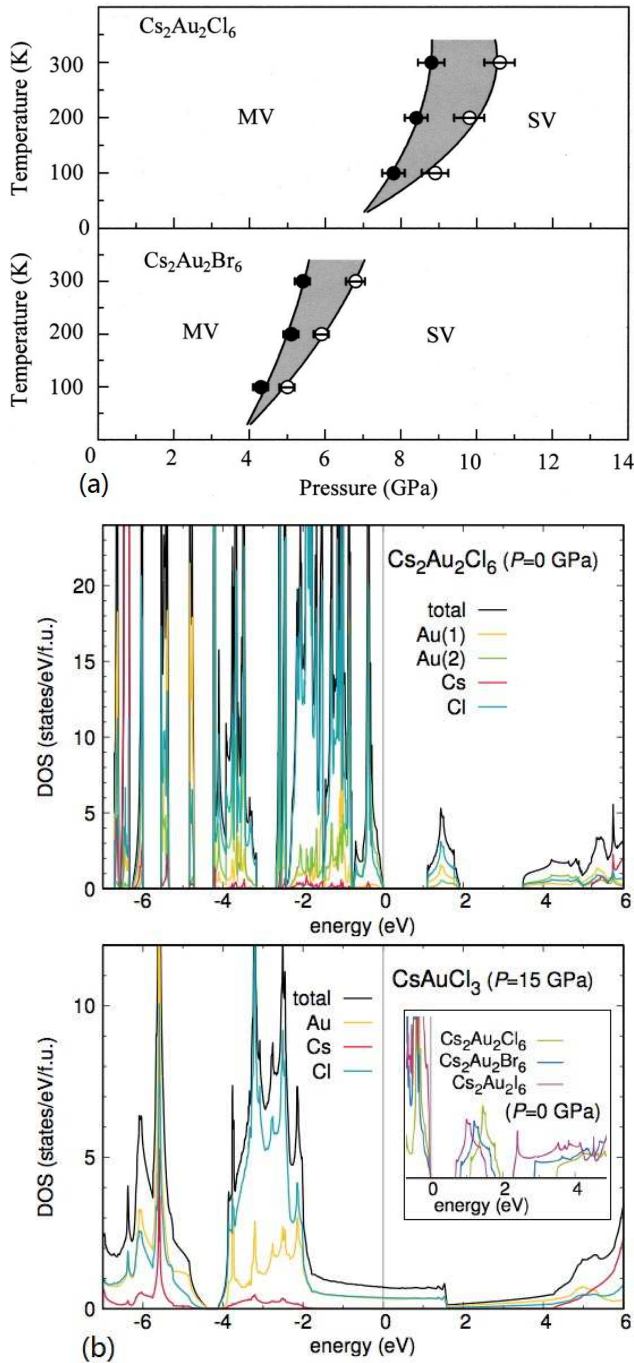 Cs2Au2Cl6
Temperature (K)
300
200
100
0
MV
SV
Cs2Au2Br6
Temperature (K)
300
200
100
MV
SV
0 2 4 6 8 10 12 14
(a)
Pressure (GPa)
Cs2Au2Cl6 (P=0 GPa)
total
Au(1)
Au(2)
Cs
Cl
DOS (states/eV/f.u.)
20
15
10
5
0
-6 -4 -2 0 2 4 6
energy (eV)
CsAuCl3 (P=15 GPa)
total
Au
Cs
Cl
Cs2Au2Cl6
Cs2Au2Br6
Cs2Au2I6
(P=0 GPa)
0 2 4
energy (eV)
DOS (states/eV/f.u.)
10
5
0
-6 -4 -2 0 2 4 6
(b)
energy (eV)